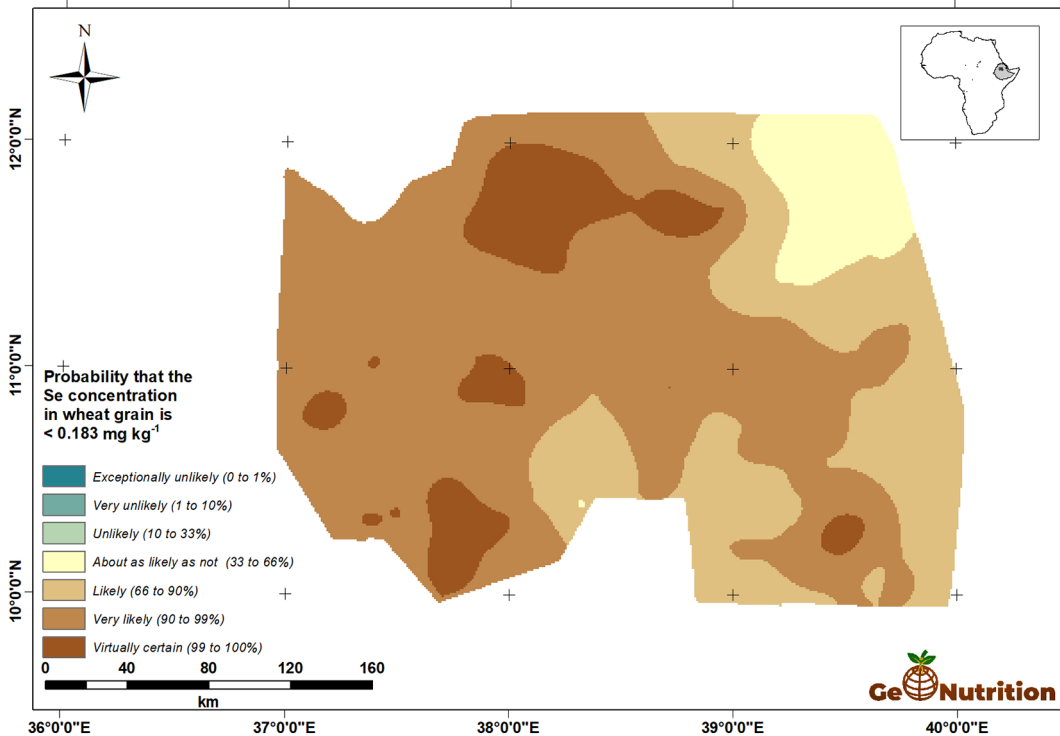 N
12°0'0"N
11°0'0"N
10°0'0"N
Probability that the
Se concentration
in wheat grain is
< 0.183 mg kg⁻¹
Exceptionally unlikely (0 to 1%)
Very unlikely (1 to 10%)
Unlikely (10 to 33%)
About as likely as not (33 to 66%)
Likely (66 to 90%)
Very likely (90 to 99%)
Virtually certain (99 to 100%)
0 40 80 120 160
km
GeoNutrition
36°0'0"E 37°0'0"E 38°0'0"E 39°0'0"E 40°0'0"E